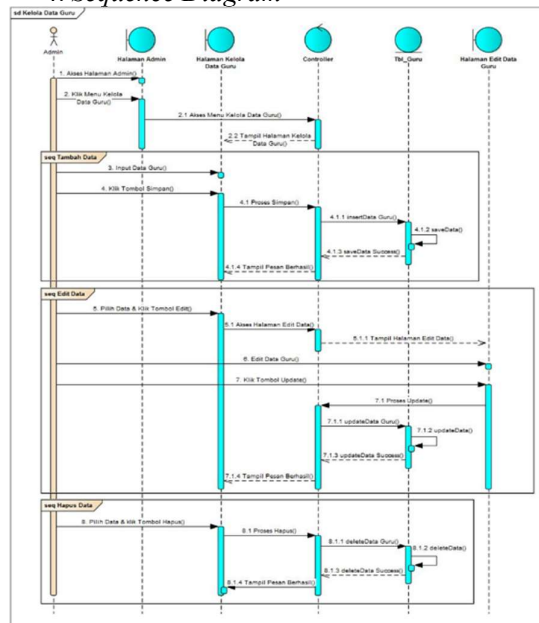 4. Sequence Diagram
sd Kelola Data Guru
Admin
Halaman Admin
Halaman Kelola
Data Guru
Controller
Tbl_Guru
Halaman Edit Data
Guru
1. Akses Halaman Admin()
2. Klik Menu Kelola
Data Guru()
2.1 Akses Menu Kelola Data Guru()
2.2 Tampil Halaman Kelola
Data Guru()
seq Tambah Data
3. Input Data Guru()
4. Klik Tombol Simpan()
4.1 Proses Simpan()
4.1.1 insertData Guru()
4.1.2 saveData()
4.1.3 saveData Success()
4.1.4 Tampil Pesan Berhasil()
seq Edit Data
5. Pilih Data & Klik Tombol Edit()
5.1 Akses Halaman Edit Data()
5.1.1 Tampil Halaman Edit Data()
6. Edit Data Guru()
7. Klik Tombol Update()
7.1 Proses Update()
7.1.1 updateData Guru()
7.1.2 updateData()
7.1.3 updateData Success()
7.1.4 Tampil Pesan Berhasil()
seq Hapus Data
8. Pilih Data & klik Tombol Hapus()
8.1 Proses Hapus()
8.1.1 deleteData Guru()
8.1.2 deleteData()
8.1.3 deleteData Success()
8.1.4 Tampil Pesan Berhasil()